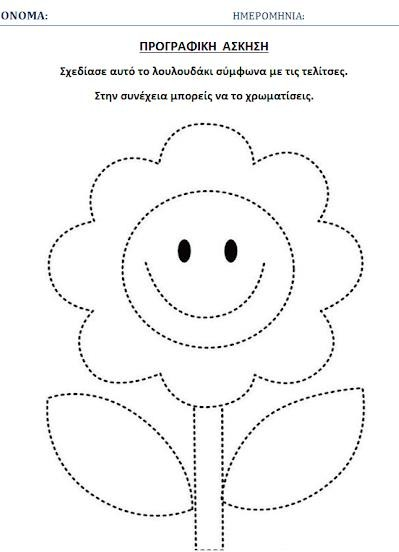 ΟΝΟΜΑ: ΗΜΕΡΟΜΗΝΙΑ:
ΠΡΟΓΡΑΦΙΚΗ ΑΣΚΗΣΗ
Σχεδίασε αυτό το λουλουδάκι σύμφωνα με τις τελίτσες.
Στην συνέχεια μπορείς να το χρωματίσεις.